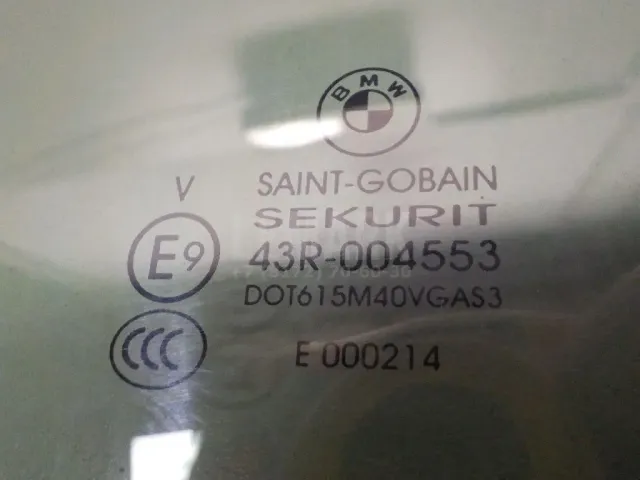 BMW
V
SAINT-GOBAIN
SEKURIT
E9
43R-004553
DOT615M40VGAS3
CCC
E 000214